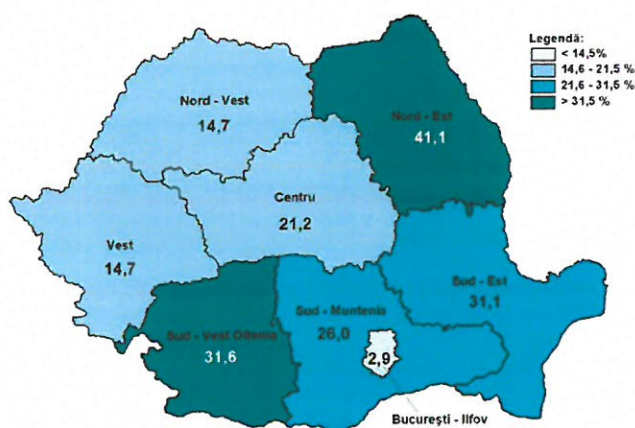 Legendă:
< 14,5%
14,6 - 21,5 %
21,6 - 31,5 %
> 31,5 %
Nord - Vest
14,7
Nord - Est
41,1
Centru
21,2
Vest
14,7
Sud - Est
31,1
Sud - Muntenia
26,0
Sud - Vest Oltenia
31,6
2,9
Bucureşti - Ilfov